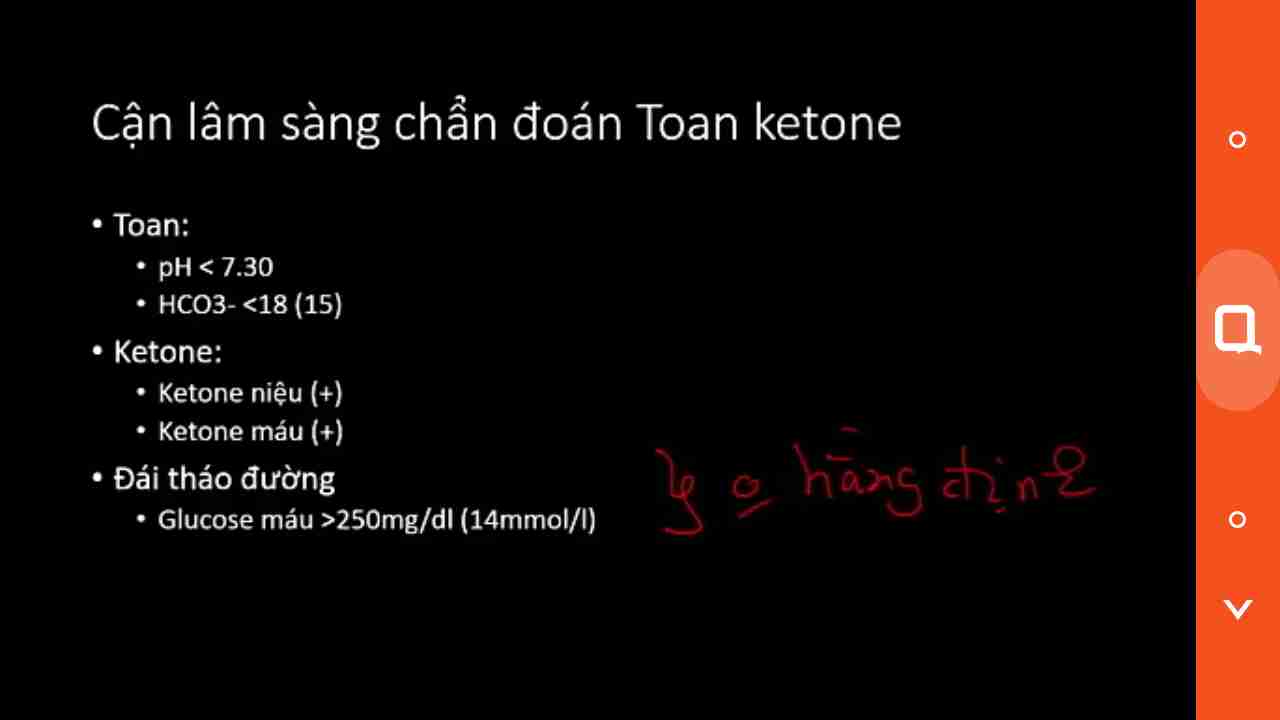 Cận lâm sàng chẩn đoán Toan ketone
• Toan:
• pH < 7.30
• HCO3- <18 (15)
• Ketone:
• Ketone niệu (+)
• Ketone máu (+)
• Đái tháo đường
• Glucose máu >250mg/dl (14mmol/l)
hằng định